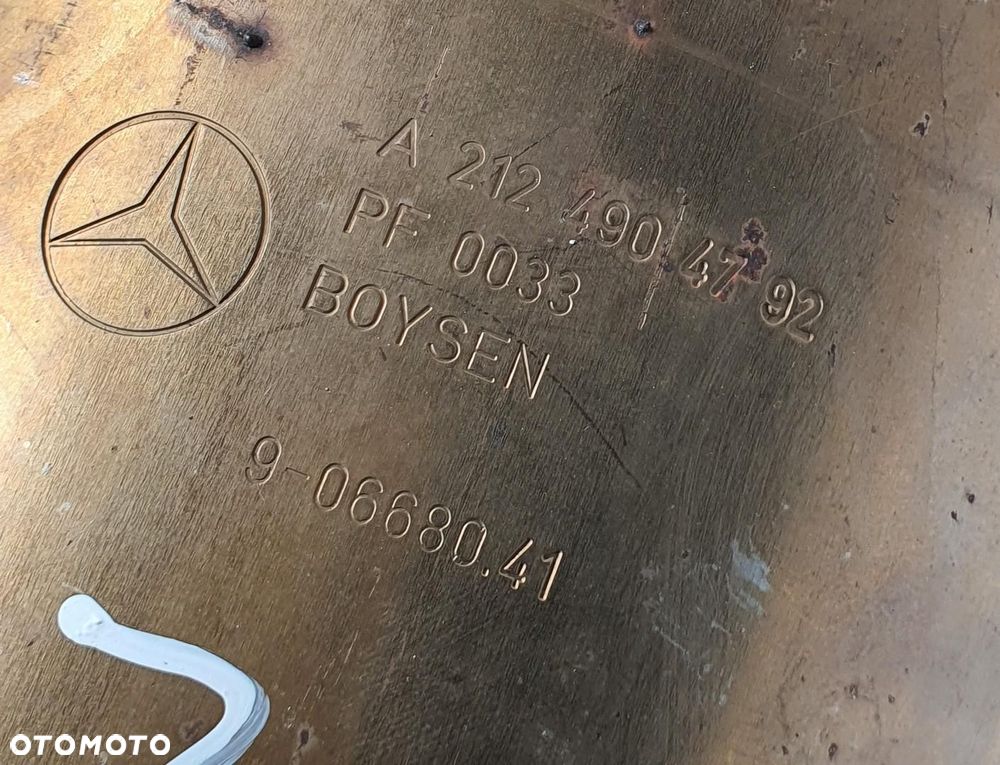 A 212 490 47 92
PF 0033
BOYSEN
9-06680.41
OTOMOTO